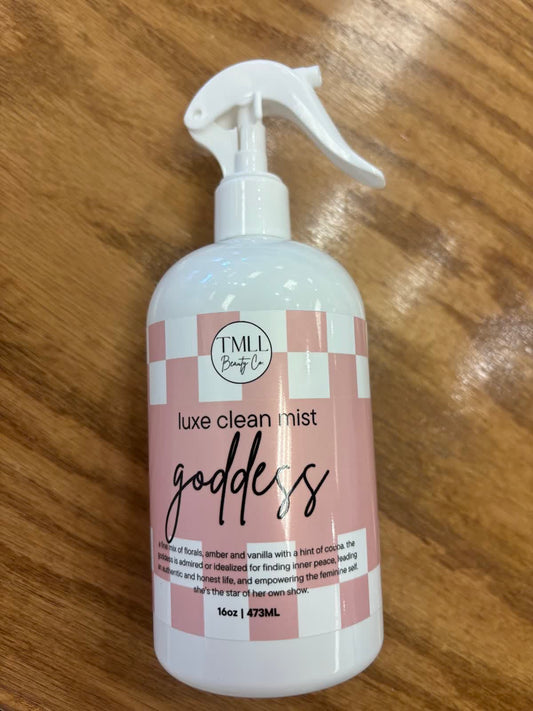 TMLL
Beauty Co.
luxe clean mist
goddess
a fine mix of florals, amber and vanilla with a hint of cocoa. the
goddess is admired or idealized for finding inner peace, leading
an authentic and honest life, and empowering the feminine self.
she's the star of her own show.
16oz | 473ML